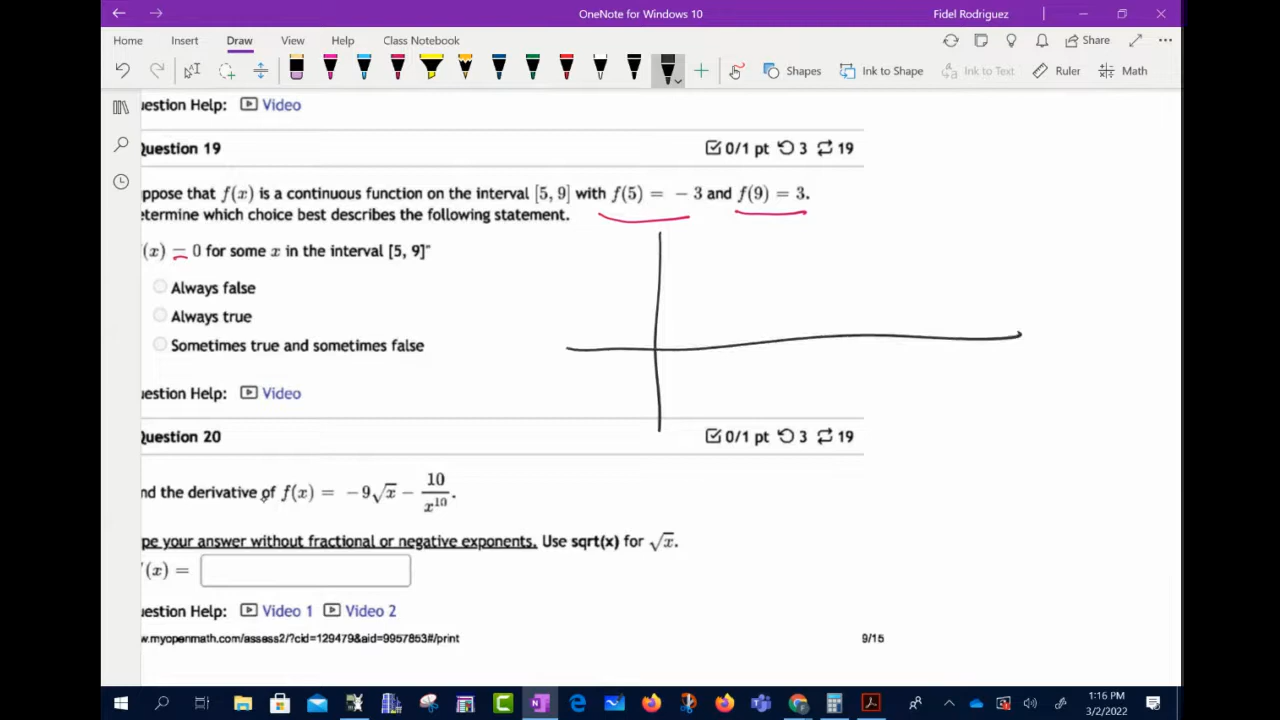 OneNote for Windows 10
Fidel Rodriguez
Home Insert Draw View Help Class Notebook Share
Shapes Ink to Shape Ink to Text Ruler Math
uestion Help: Video
Question 19 0/1 pt 3 19
ppose that f(x) is a continuous function on the interval [5, 9] with f(5) = − 3 and f(9) = 3.
etermine which choice best describes the following statement.
(x) = 0 for some x in the interval [5, 9]"
Always false
Always true
Sometimes true and sometimes false
uestion Help: Video
Question 20 0/1 pt 3 19
nd the derivative of f(x) = −9√x − 10/x^10.
pe your answer without fractional or negative exponents. Use sqrt(x) for √x.
'(x) =
uestion Help: Video 1 Video 2
w.myopenmath.com/assess2/?cid=129479&aid=9957853#/print 9/15
1:16 PM
3/2/2022